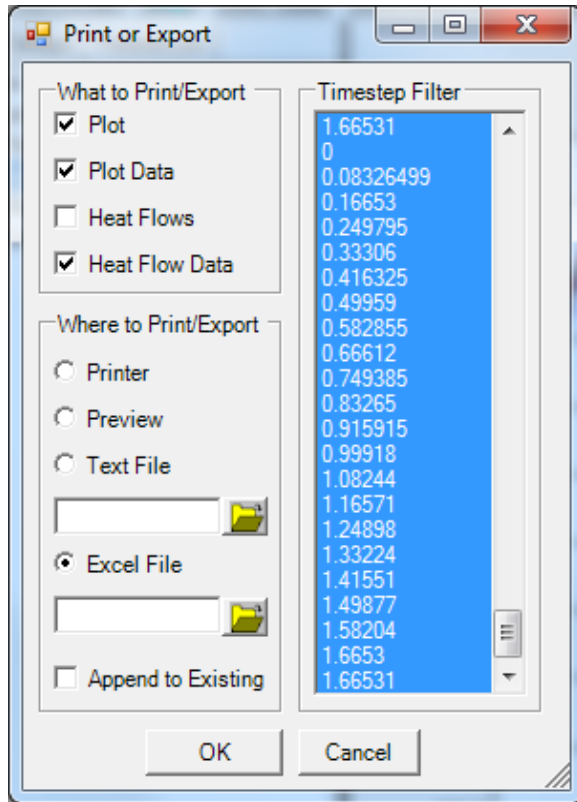 Print or Export
What to Print/Export
Plot
Plot Data
Heat Flows
Heat Flow Data
Where to Print/Export
Printer
Preview
Text File
Excel File
Append to Existing
Timestep Filter
1.66531
0
0.08326499
0.16653
0.249795
0.33306
0.416325
0.49959
0.582855
0.66612
0.749385
0.83265
0.915915
0.99918
1.08244
1.16571
1.24898
1.33224
1.41551
1.49877
1.58204
1.6653
1.66531
OK
Cancel